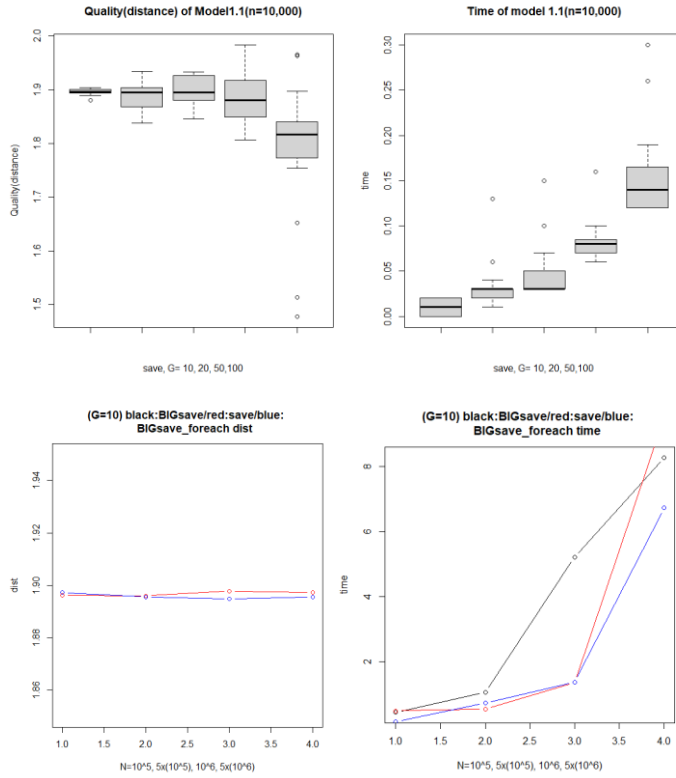 Quality(distance) of Model1.1(n=10,000)
Quality(distance)
2.0
1.9
1.8
1.7
1.6
1.5
save, G= 10, 20, 50,100
Time of model 1.1(n=10,000)
time
0.30
0.25
0.20
0.15
0.10
0.05
0.00
save, G= 10, 20, 50,100
(G=10) black:BIGsave/red:save/blue:
BIGsave_foreach dist
dist
1.94
1.92
1.90
1.88
1.86
1.0 1.5 2.0 2.5 3.0 3.5 4.0
N=10^5, 5x(10^5), 10^6, 5x(10^6)
(G=10) black:BIGsave/red:save/blue:
BIGsave_foreach time
time
8
6
4
2
1.0 1.5 2.0 2.5 3.0 3.5 4.0
N=10^5, 5x(10^5), 10^6, 5x(10^6)